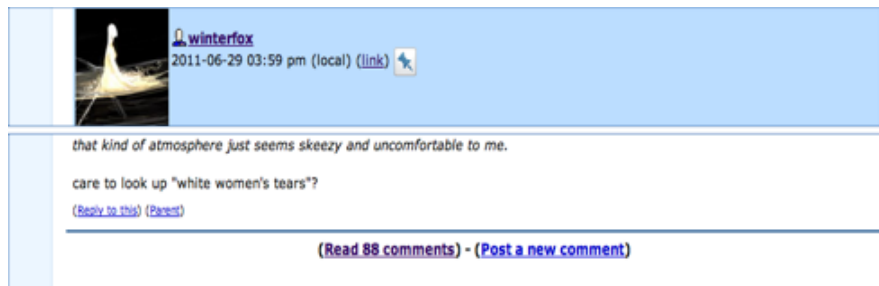 winterfox
2011-06-29 03:59 pm (local) (link)
that kind of atmosphere just seems skeezy and uncomfortable to me.
care to look up "white women's tears"?
(Reply to this) (Parent)
(Read 88 comments) - (Post a new comment)